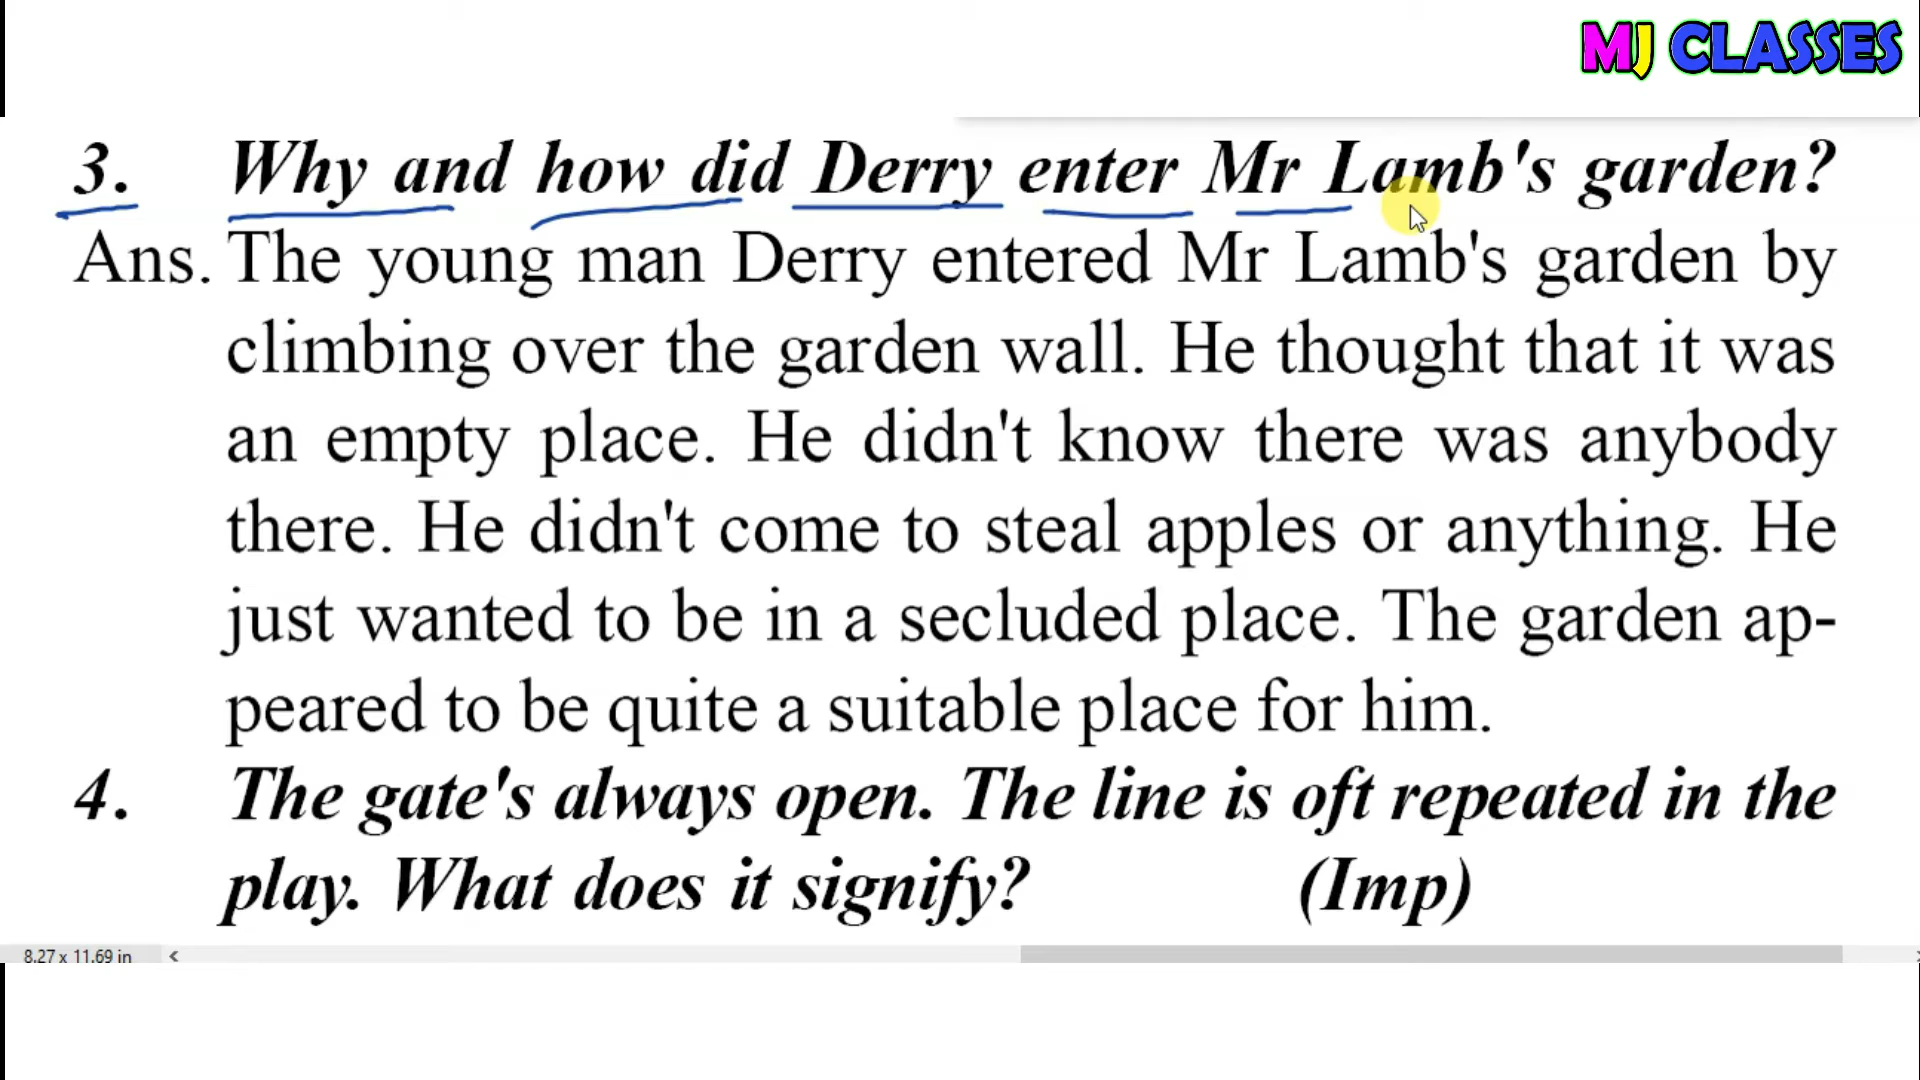 MJ CLASSES
3. Why and how did Derry enter Mr Lamb's garden?
Ans. The young man Derry entered Mr Lamb's garden by
climbing over the garden wall. He thought that it was
an empty place. He didn't know there was anybody
there. He didn't come to steal apples or anything. He
just wanted to be in a secluded place. The garden ap-
peared to be quite a suitable place for him.
4. The gate's always open. The line is oft repeated in the
play. What does it signify? (Imp)
8.27 x 11.69 in